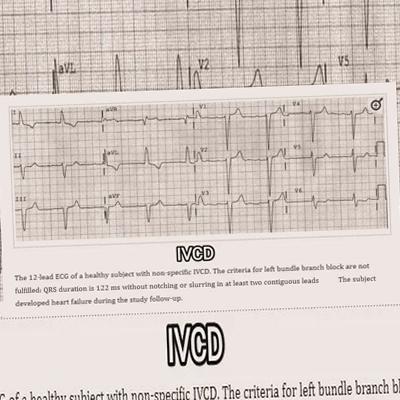 aVL V2 V5
I aVR V1 V4
II aVL V2 V5
III aVF V3 V6
IVCD
The 12-lead ECG of a healthy subject with non-specific IVCD. The criteria for left bundle branch block are not
fulfilled: QRS duration is 122 ms without notching or slurring in at least two contiguous leads The subject
developed heart failure during the study follow-up.
IVCD
of a healthy subject with non-specific IVCD. The criteria for left bundle branch